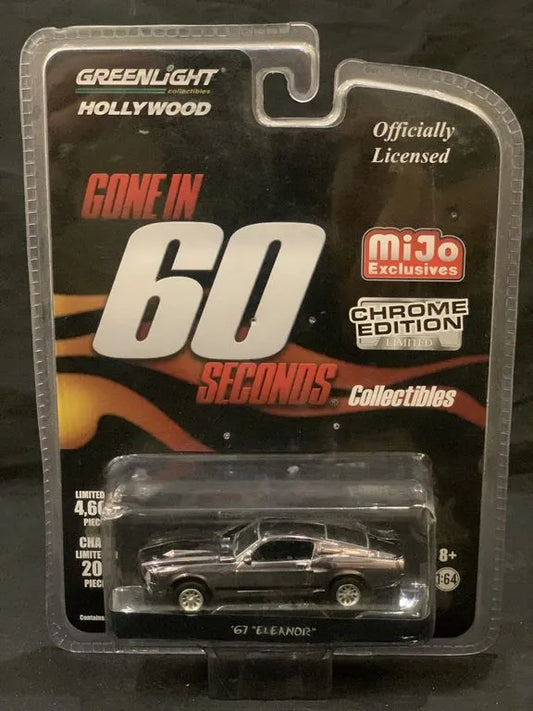 GREENLIGHT
collectibles
HOLLYWOOD
Officially
Licensed
GONE IN
60
SECONDS
MiJo
Exclusives
CHROME
EDITION
LIMITED
Collectibles
LIMITED
4,60
PIEC
CHA
LIMITE
20
PIEC
8+
1:64
Contains
'67 "ELEANOR"